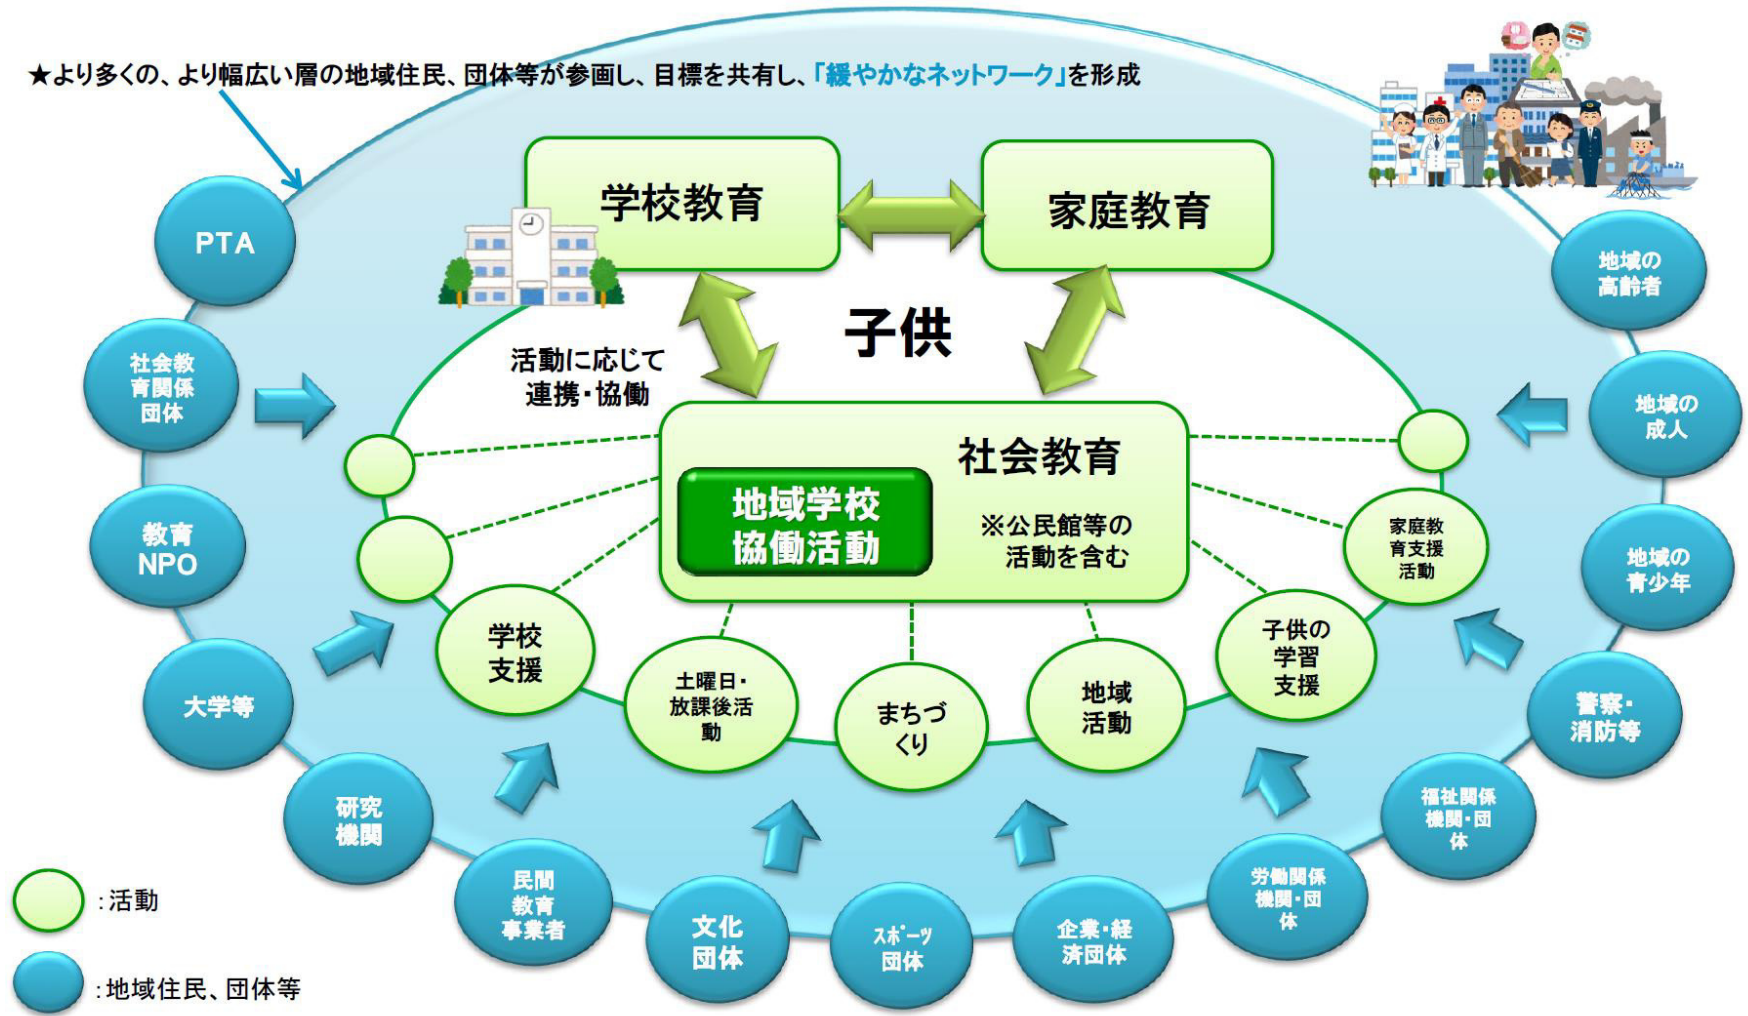 ★より多くの、より幅広い層の地域住民、団体等が参画し、目標を共有し、「緩やかなネットワーク」を形成
学校教育
家庭教育
子供
活動に応じて
連携・協働
社会教育
地域学校
協働活動
※公民館等の
活動を含む
学校
支援
土曜日・
放課後活
動
まちづ
くり
地域
活動
子供の
学習
支援
家庭教
育支援
活動
PTA
社会教
育関係
団体
教育
NPO
大学等
研究
機関
民間
教育
事業者
文化
団体
スポーツ
団体
企業・経
済団体
労働関係
機関・団
体
福祉関係
機関・団
体
警察・
消防等
地域の
青少年
地域の
成人
地域の
高齢者
：活動
：地域住民、団体等